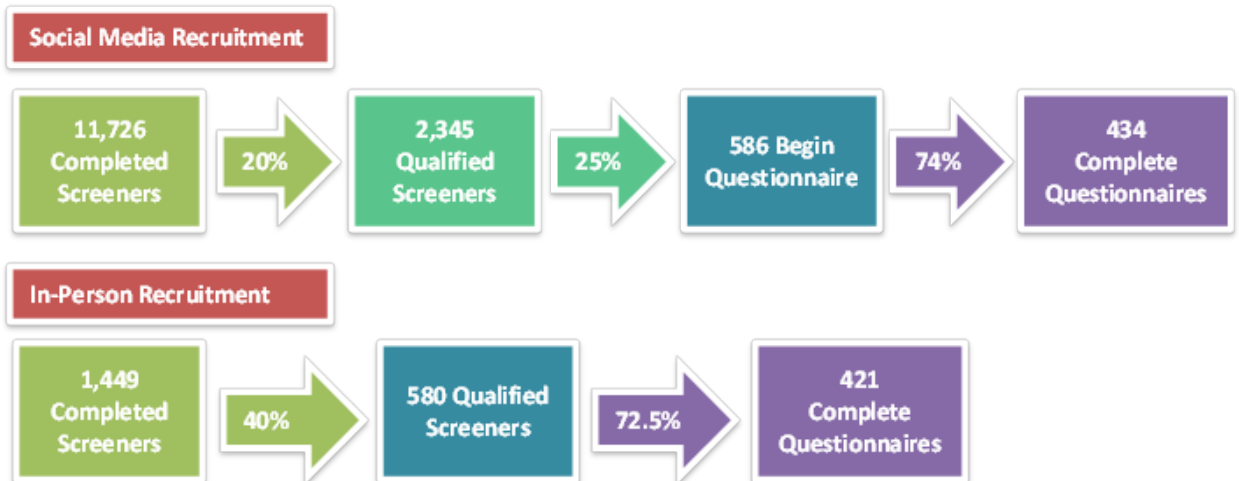 Social Media Recruitment
11,726
Completed
Screeners
20%
2,345
Qualified
Screeners
25%
586 Begin
Questionnaire
74%
434
Complete
Questionnaires
In-Person Recruitment
1,449
Completed
Screeners
40%
580 Qualified
Screeners
72.5%
421
Complete
Questionnaires